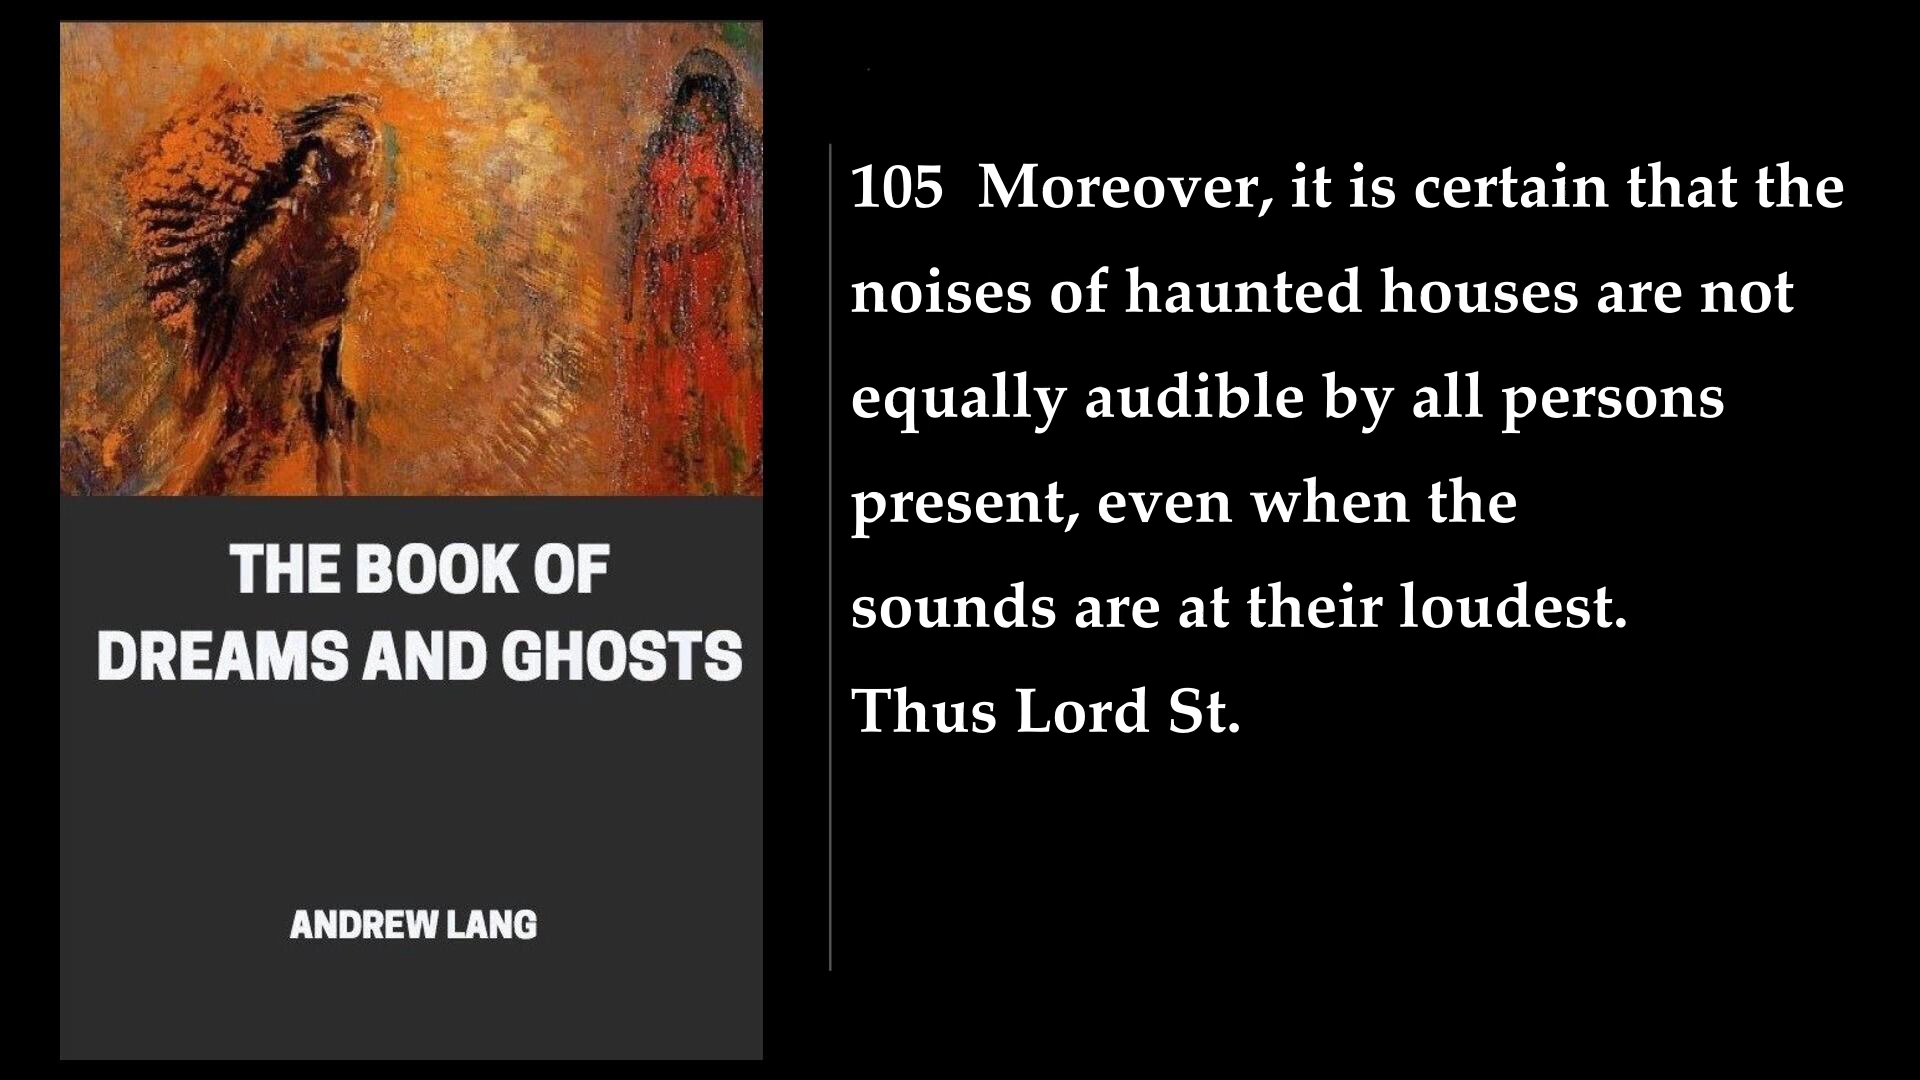 THE BOOK OF
DREAMS AND GHOSTS
ANDREW LANG
105 Moreover, it is certain that the
noises of haunted houses are not
equally audible by all persons
present, even when the
sounds are at their loudest.
Thus Lord St.